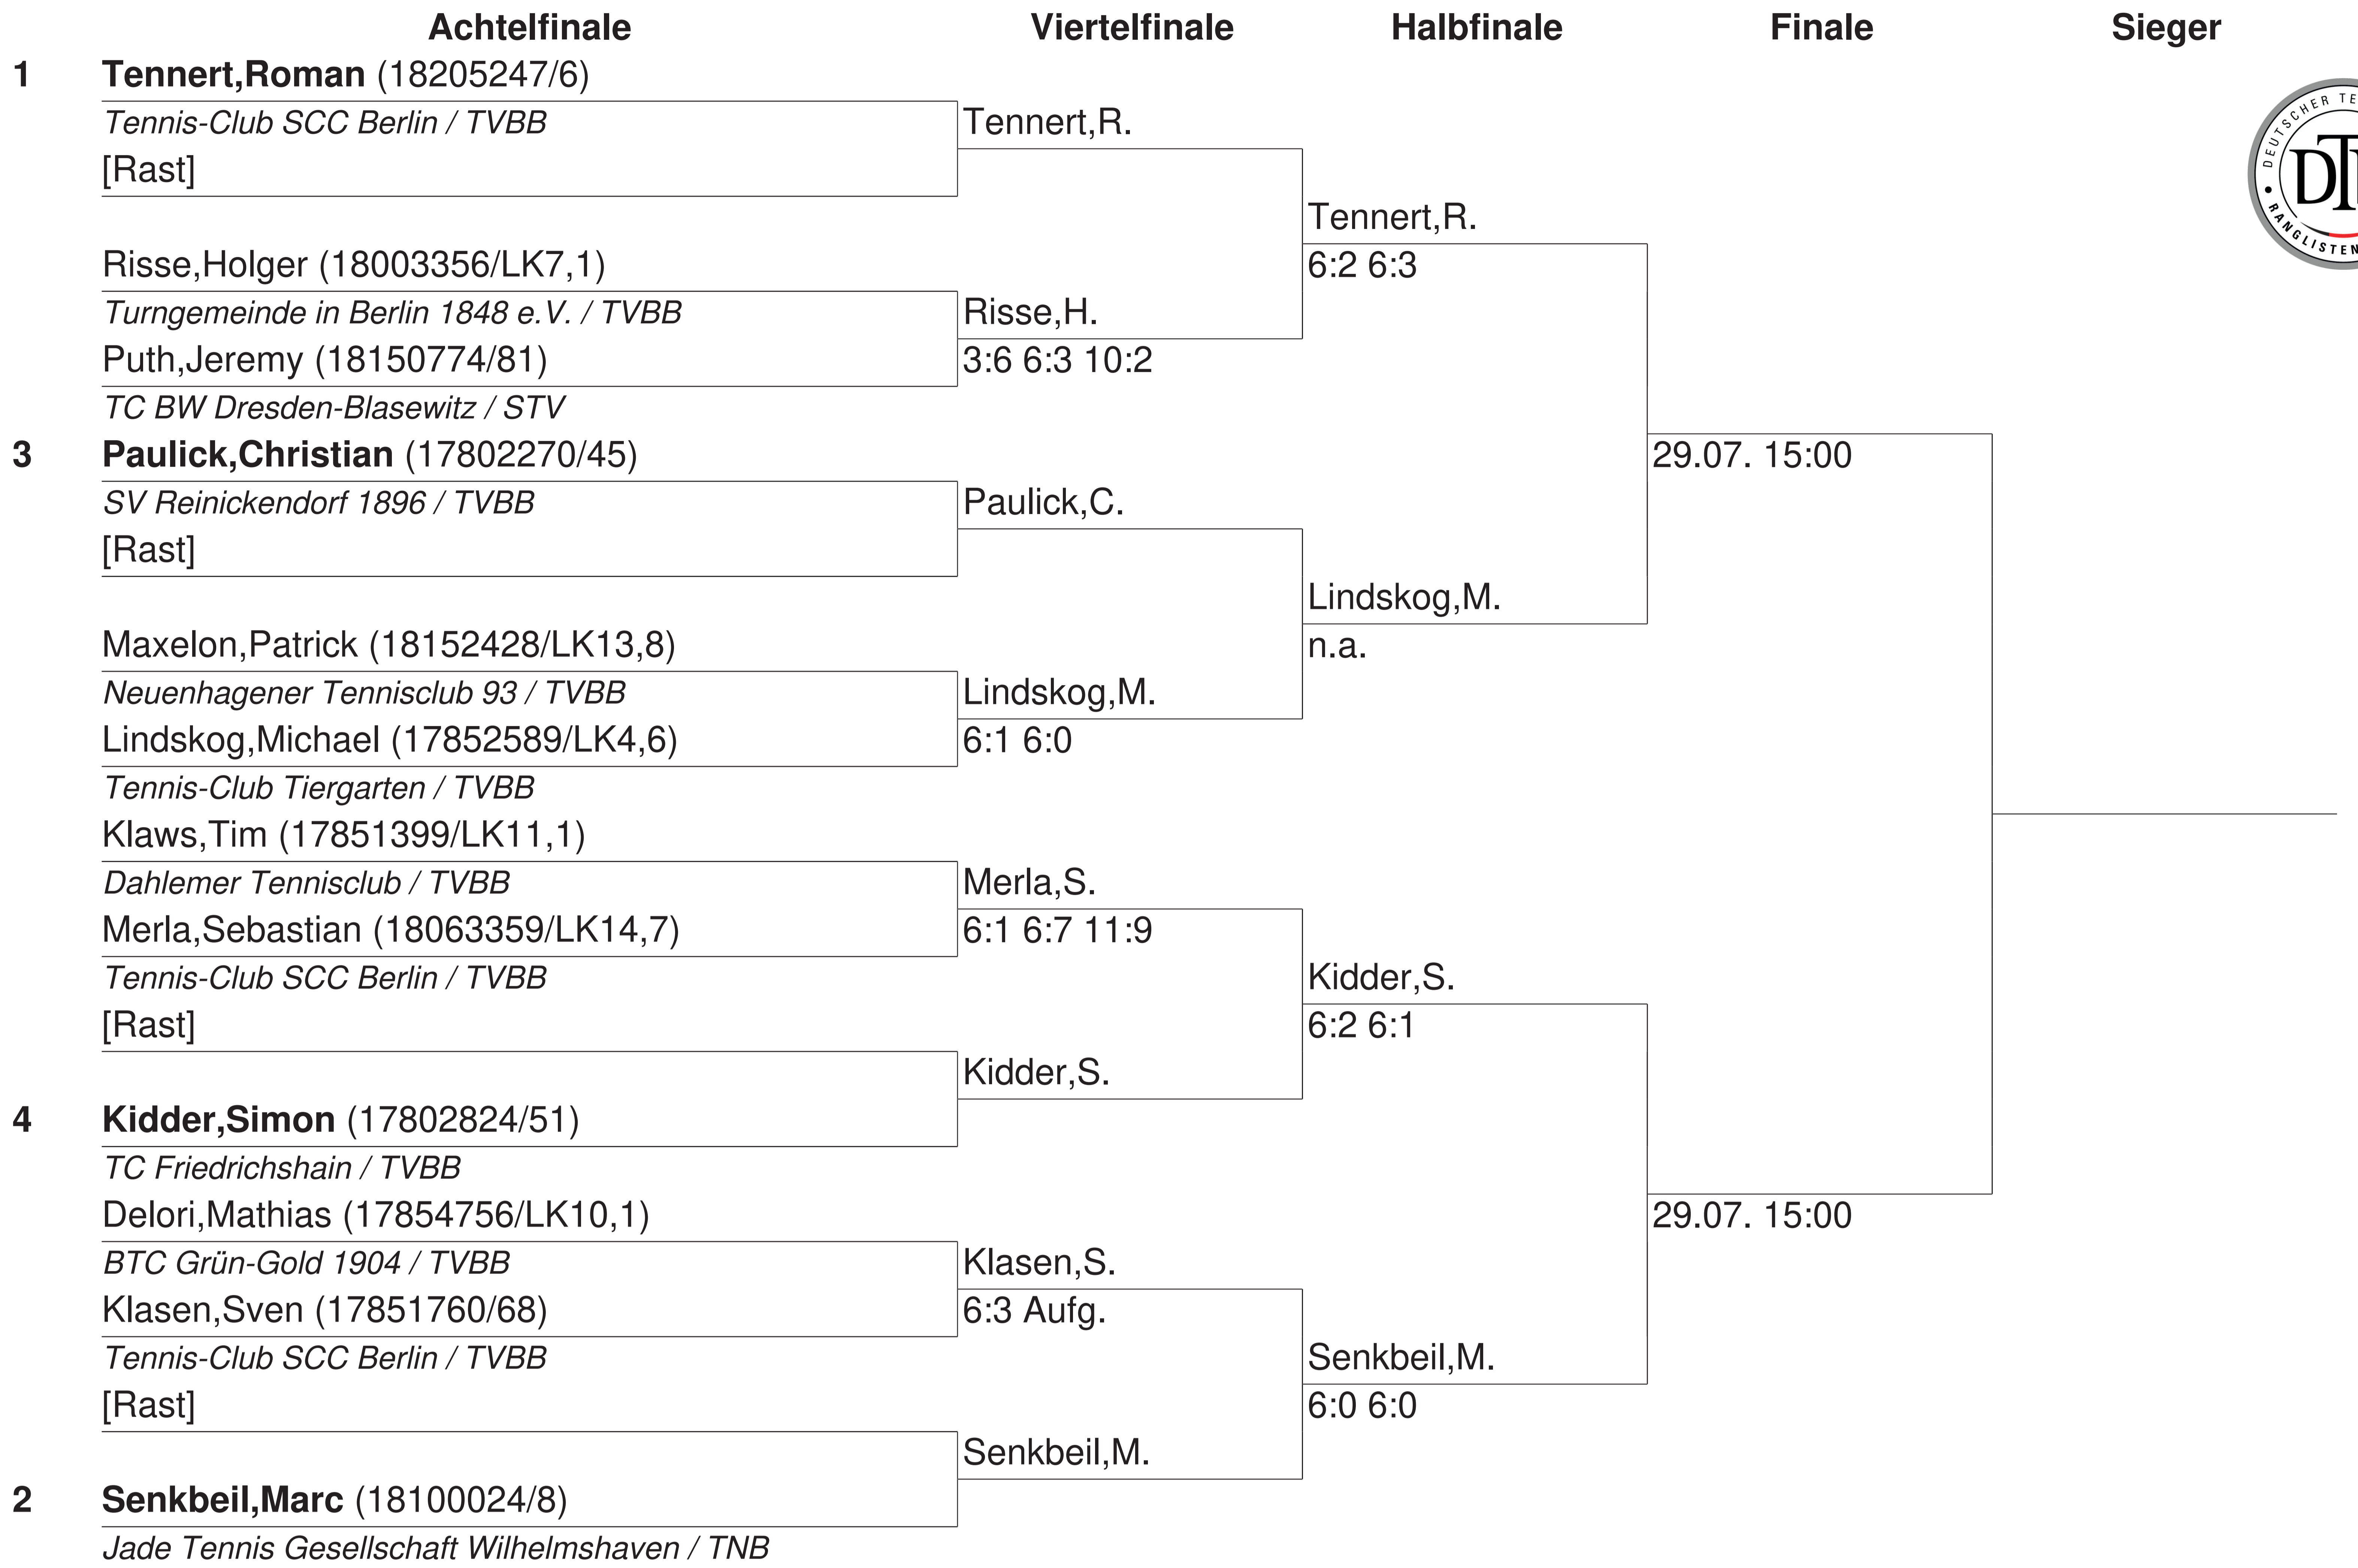 Achtelfinale Viertelfinale Halbfinale Finale Sieger
1 Tennert,Roman (18205247/6)
Tennis-Club SCC Berlin / TVBB Tennert,R.
[Rast]
Tennert,R.
Risse,Holger (18003356/LK7,1) 6:2 6:3
Turngemeinde in Berlin 1848 e.V. / TVBB Risse,H.
Puth,Jeremy (18150774/81) 3:6 6:3 10:2
TC BW Dresden-Blasewitz / STV
3 Paulick,Christian (17802270/45) 29.07. 15:00
SV Reinickendorf 1896 / TVBB Paulick,C.
[Rast]
Lindskog,M.
Maxelon,Patrick (18152428/LK13,8) n.a.
Neuenhagener Tennisclub 93 / TVBB Lindskog,M.
Lindskog,Michael (17852589/LK4,6) 6:1 6:0
Tennis-Club Tiergarten / TVBB
Klaws,Tim (17851399/LK11,1)
Dahlemer Tennisclub / TVBB Merla,S.
Merla,Sebastian (18063359/LK14,7) 6:1 6:7 11:9
Tennis-Club SCC Berlin / TVBB Kidder,S.
[Rast] 6:2 6:1
Kidder,S.
4 Kidder,Simon (17802824/51)
TC Friedrichshain / TVBB
Delori,Mathias (17854756/LK10,1) 29.07. 15:00
BTC Grün-Gold 1904 / TVBB Klasen,S.
Klasen,Sven (17851760/68) 6:3 Aufg.
Tennis-Club SCC Berlin / TVBB Senkbeil,M.
[Rast] 6:0 6:0
Senkbeil,M.
2 Senkbeil,Marc (18100024/8)
Jade Tennis Gesellschaft Wilhelmshaven / TNB
DEUTSCHER